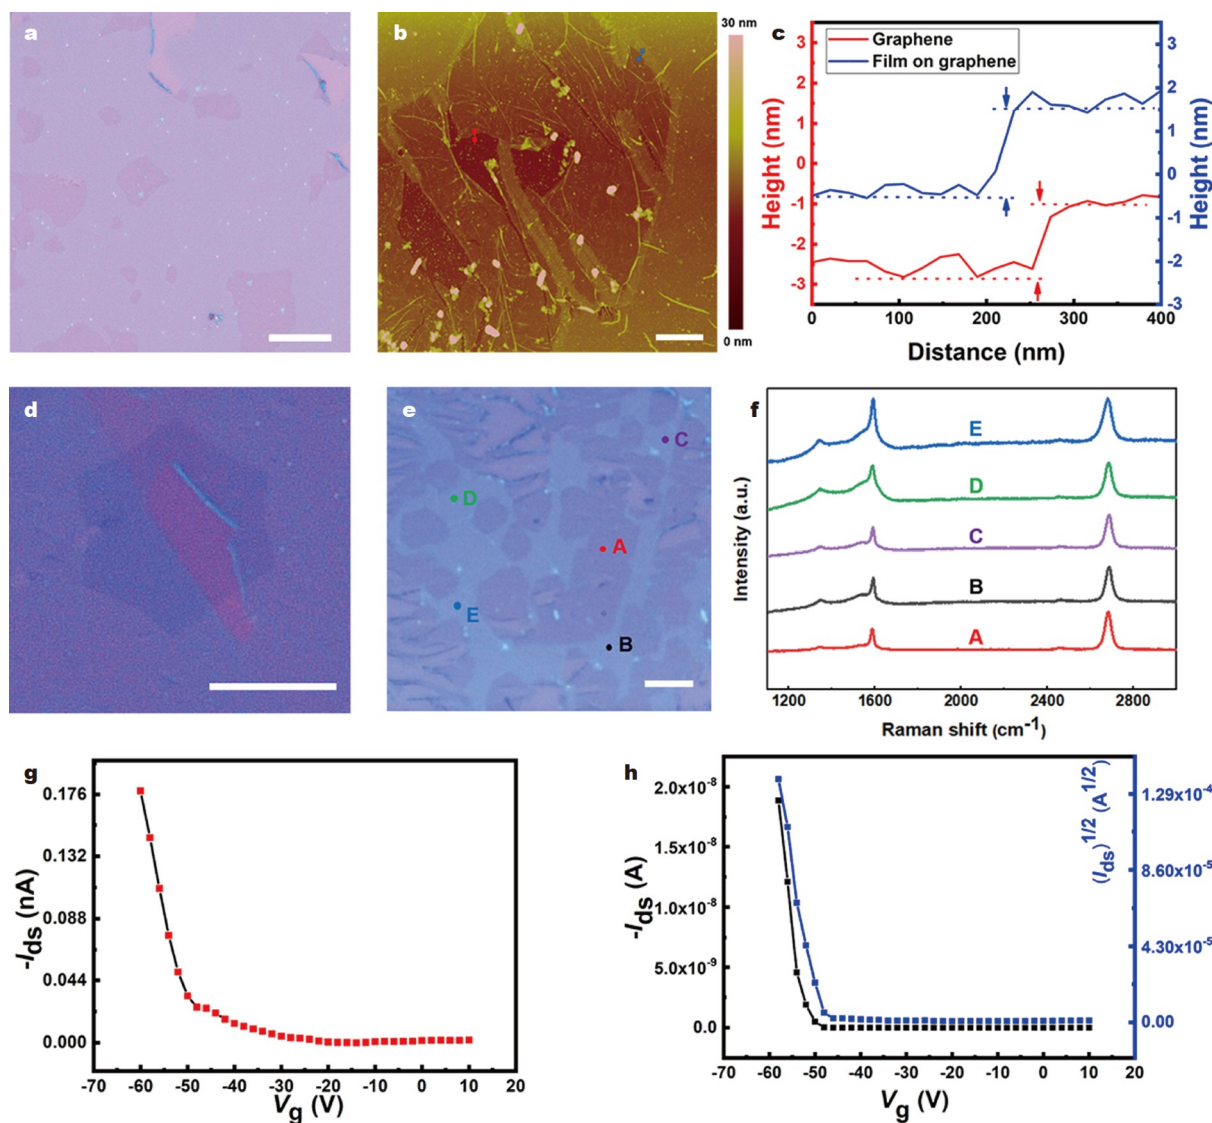 a
b
30 nm
0 nm
c
Graphene
Film on graphene
3
2
1
0
-1
-2
-3
Height (nm)
3
2
1
0
-1
-2
-3
Height (nm)
0
100
200
300
400
Distance (nm)
d
e
C
D
A
E
B
f
E
D
C
B
A
Intensity (a.u.)
1200
1600
2000
2400
2800
Raman shift (cm-1)
g
0.176
0.132
0.088
0.044
0.000
-Ids (nA)
-70
-60
-50
-40
-30
-20
-10
0
10
20
Vg (V)
h
2.0x10-8
1.5x10-8
1.0x10-8
5.0x10-9
0.0
-Ids (A)
1.29x10-4
8.60x10-5
4.30x10-5
0.00
(Ids)1/2 (A1/2)
-70
-60
-50
-40
-30
-20
-10
0
10
20
Vg (V)